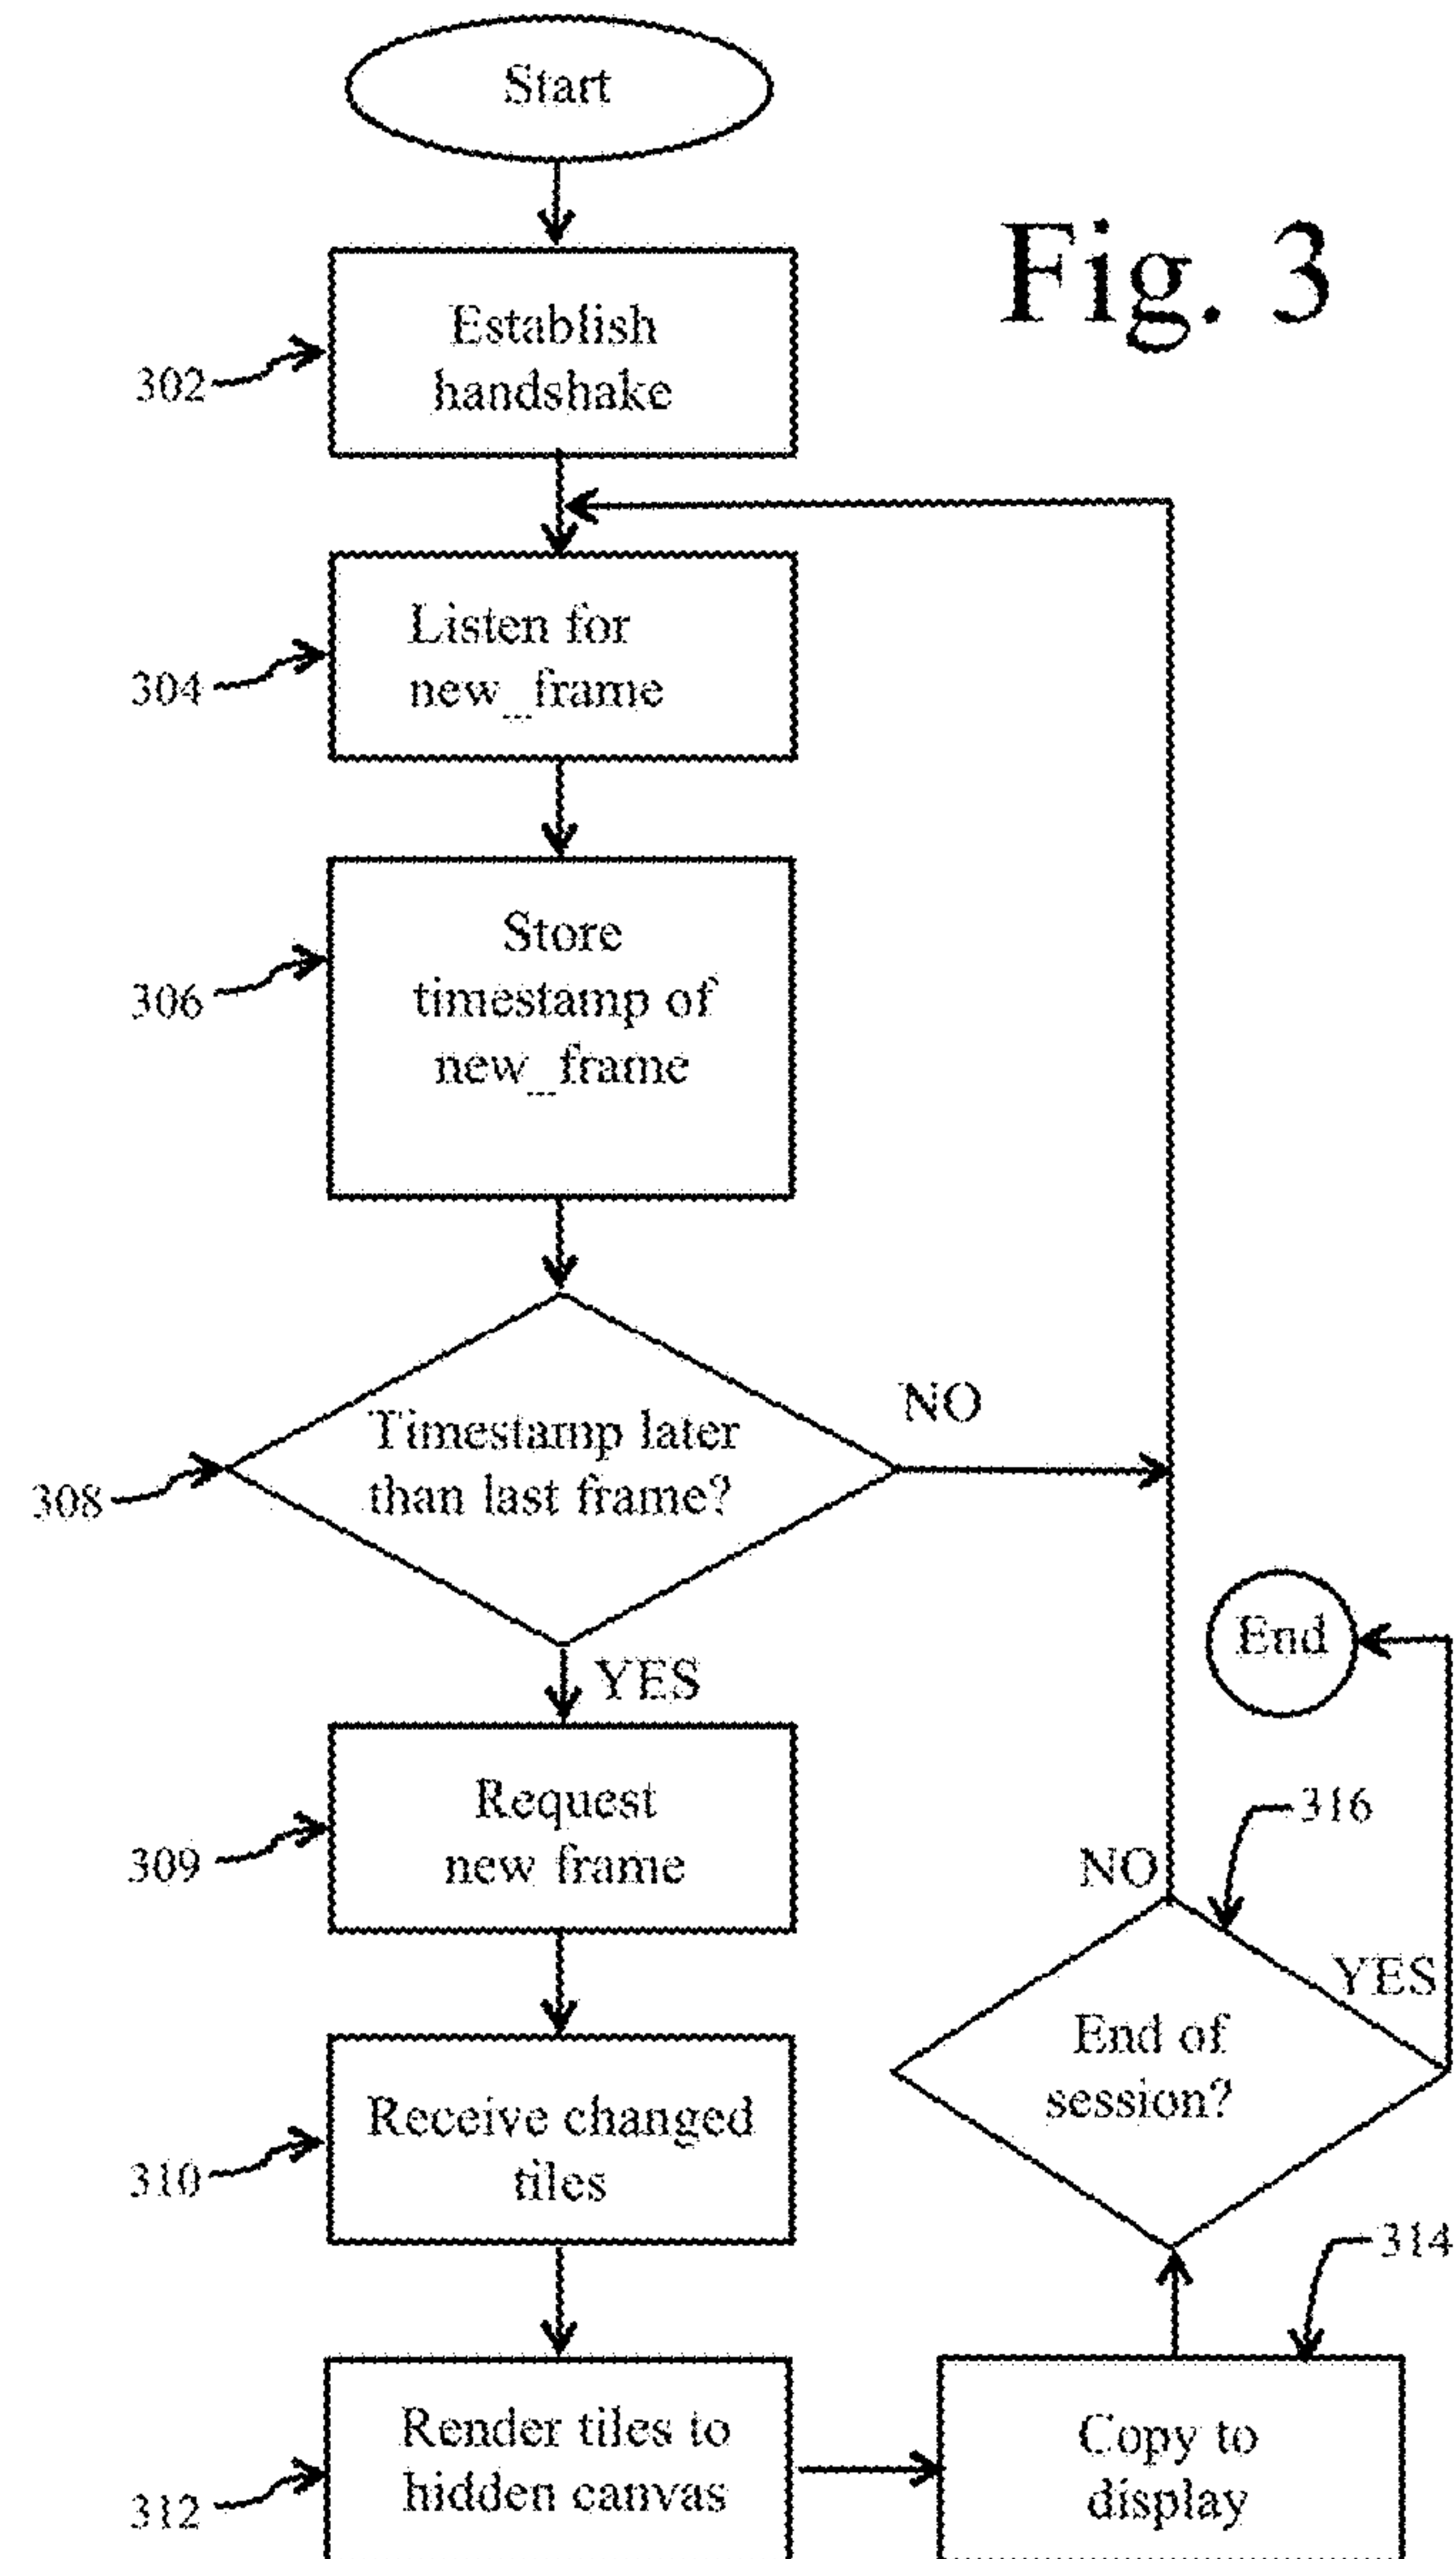 Start
Fig. 3
Establish
handshake
302
Listen for
new_frame
304
Store
timestamp of
new_frame
306
Timestamp later
than last frame?
308
NO
YES
Request
new frame
309
Receive changed
tiles
310
Render tiles to
hidden canvas
312
Copy to
display
314
End of
session?
316
NO
YES
End